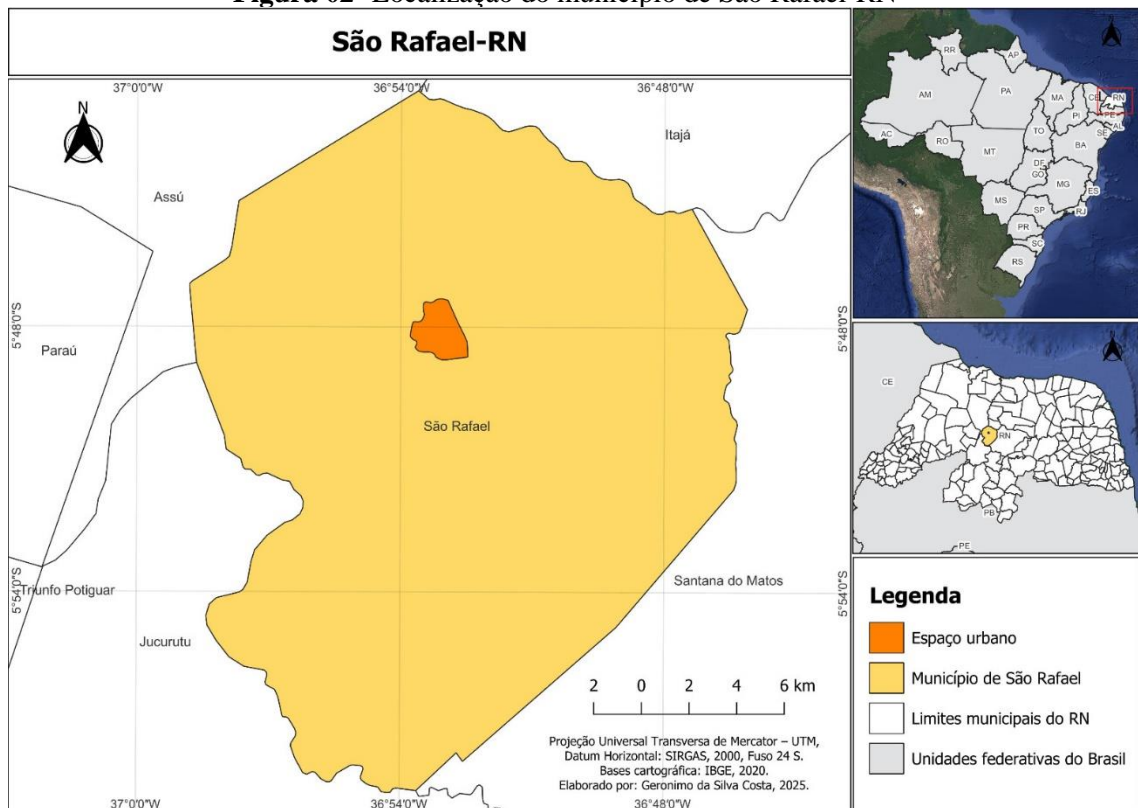 Figura 02- Localização do município de São Rafael-RN
São Rafael-RN
37°0'0"W
36°54'0"W
36°48'0"W
N
Itajá
Assú
5°48'0"S
5°48'0"S
Paraú
São Rafael
5°54'0"S
5°54'0"S
Triunfo Potiguar
Santana do Matos
Jucurutu
2 0 2 4 6 km
Projeção Universal Transversa de Mercator – UTM,
Datum Horizontal: SIRGAS, 2000, Fuso 24 S.
Bases cartográfica: IBGE, 2020.
Elaborado por: Geronimo da Silva Costa, 2025.
37°0'0"W
36°54'0"W
36°48'0"W
RR
AP
AM
PA
MA
CE
RN
PI
PE
AC
RO
TO
AL
SE
MT
BA
DF
GO
MG
ES
MS
SP
RJ
PR
SC
RS
CE
RN
PB
PE
Legenda
Espaço urbano
Município de São Rafael
Limites municipais do RN
Unidades federativas do Brasil